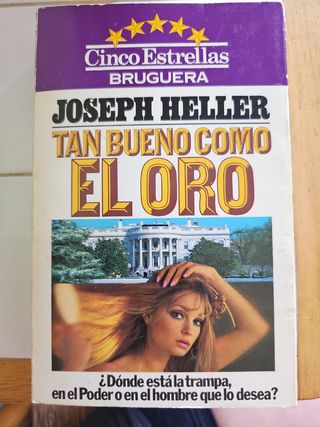 Cinco Estrellas
BRUGUERA
JOSEPH HELLER
TAN BUENO COMO
EL ORO
¿Dónde está la trampa,
en el Poder o en el hombre que lo desea?